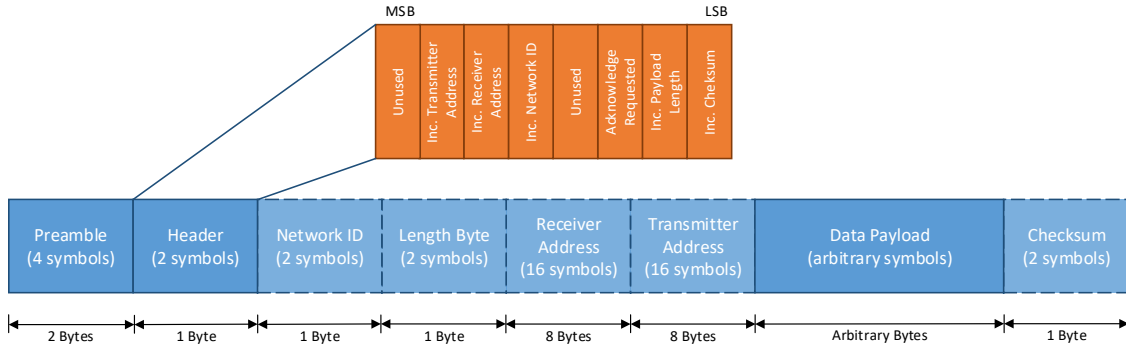 MSB
LSB
Unused
Inc. Transmitter
Address
Inc. Receiver
Address
Inc. Network ID
Unused
Acknowledge
Requested
Inc. Payload
Length
Inc. Cheksum
Preamble
(4 symbols)
Header
(2 symbols)
Network ID
(2 symbols)
Length Byte
(2 symbols)
Receiver
Address
(16 symbols)
Transmitter
Address
(16 symbols)
Data Payload
(arbitrary symbols)
Checksum
(2 symbols)
2 Bytes
1 Byte
1 Byte
1 Byte
8 Bytes
8 Bytes
Arbitrary Bytes
1 Byte